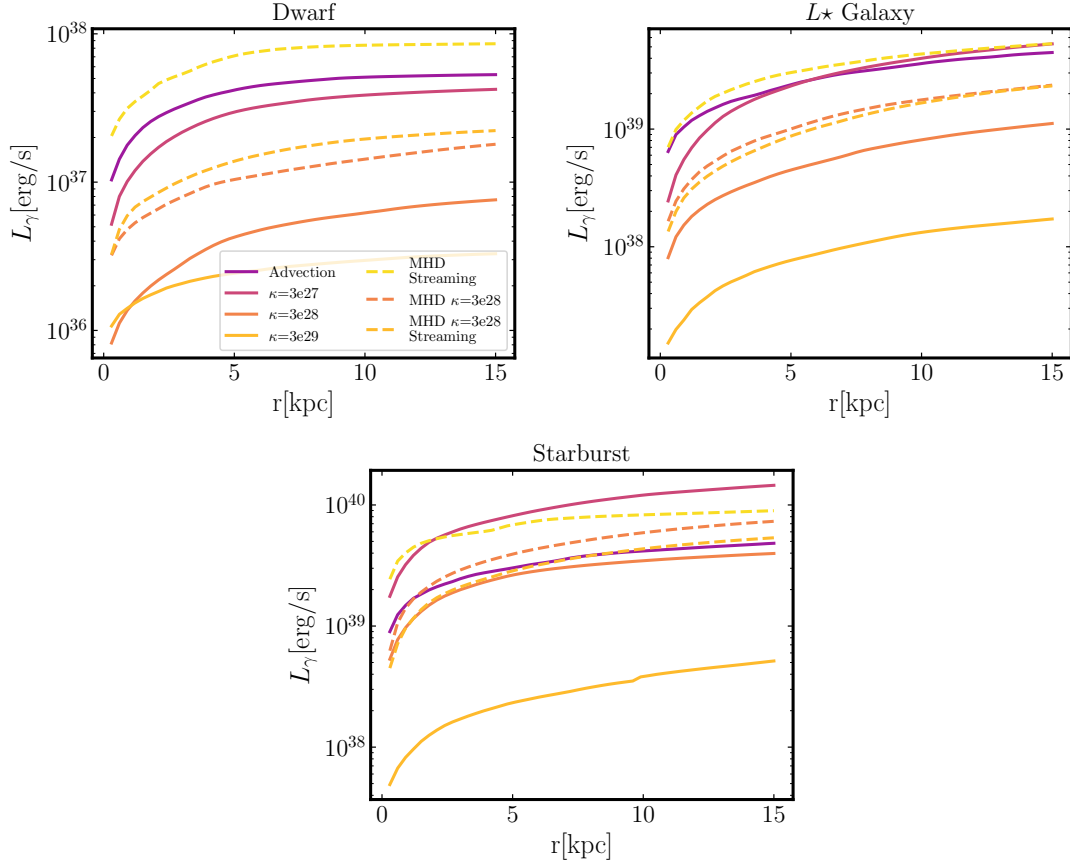 Dwarf
10^38
10^37
10^36
L_γ[erg/s]
Advection
κ=3e27
κ=3e28
κ=3e29
MHD
Streaming
MHD κ=3e28
MHD κ=3e28
Streaming
0 5 10 15
r[kpc]
L⋆ Galaxy
10^39
10^38
L_γ[erg/s]
0 5 10 15
r[kpc]
Starburst
10^40
10^39
10^38
L_γ[erg/s]
0 5 10 15
r[kpc]